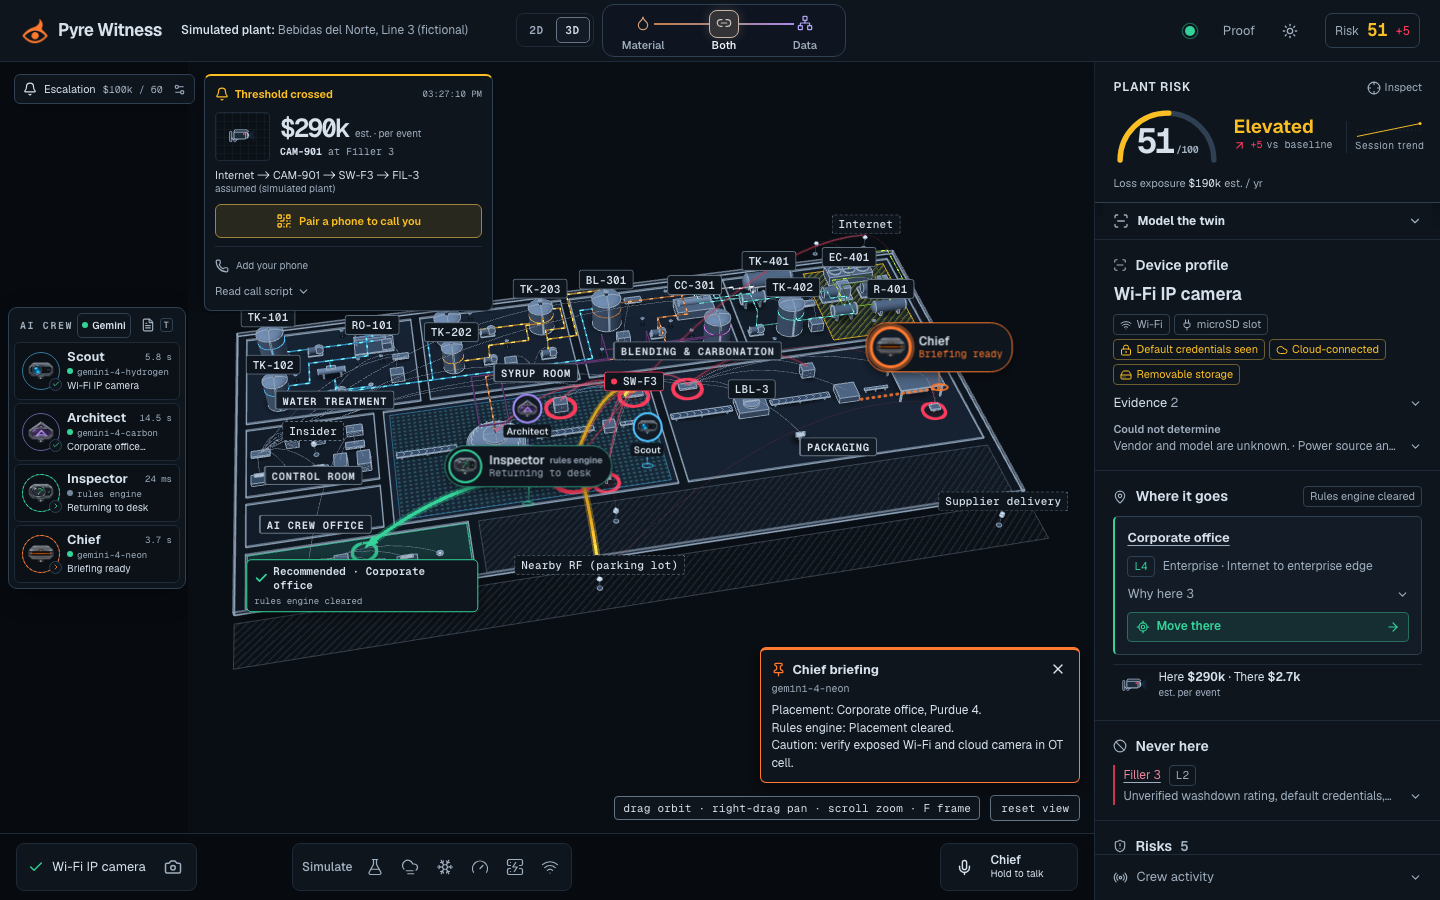 Pyre Witness
Simulated plant: Bebidas del Norte, Line 3 (fictional)
2D 3D
Material Both Data
Proof
Risk 51 +5
Escalation $100k / 60
Threshold crossed 03:27:10 PM
$290k est. · per event
CAM-901 at Filler 3
Internet → CAM-901 → SW-F3 → FIL-3
assumed (simulated plant)
Pair a phone to call you
Add your phone
Read call script
AI CREW Gemini T
Scout 5.8 s
gemini-4-hydrogen
Wi-Fi IP camera
Architect 14.5 s
gemini-4-carbon
Corporate office…
Inspector 24 ms
rules engine
Returning to desk
Chief 3.7 s
gemini-4-neon
Briefing ready
Internet
TK-401
EC-401
BL-301
TK-203
CC-301
TK-402
R-401
TK-101
RO-101
TK-202
Chief
Briefing ready
BLENDING & CARBONATION
TK-102
SYRUP ROOM
SW-F3
LBL-3
WATER TREATMENT
Insider
Architect
Scout
PACKAGING
Inspector rules engine
Returning to desk
CONTROL ROOM
Supplier delivery
AI CREW OFFICE
Nearby RF (parking lot)
Recommended · Corporate
office
rules engine cleared
Chief briefing
gemini-4-neon
Placement: Corporate office, Purdue 4.
Rules engine: Placement cleared.
Caution: verify exposed Wi-Fi and cloud camera in OT
cell.
drag orbit · right-drag pan · scroll zoom · F frame
reset view
Wi-Fi IP camera
Simulate
Chief
Hold to talk
PLANT RISK
Inspect
51 /100
Elevated
+5 vs baseline
Session trend
Loss exposure $190k est. / yr
Model the twin
Device profile
Wi-Fi IP camera
Wi-Fi microSD slot
Default credentials seen Cloud-connected
Removable storage
Evidence 2
Could not determine
Vendor and model are unknown. · Power source an…
Where it goes Rules engine cleared
Corporate office
L4 Enterprise · Internet to enterprise edge
Why here 3
Move there
Here $290k · There $2.7k
est. per event
Never here
Filler 3 L2
Unverified washdown rating, default credentials,…
Risks 5
Crew activity